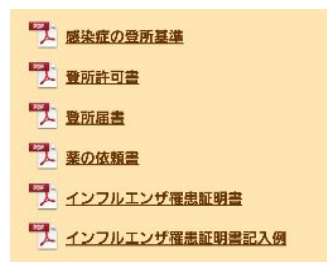 感染症の登所基準
登所許可書
登所届書
薬の依頼書
インフルエンザ罹患証明書
インフルエンザ罹患証明書記入例